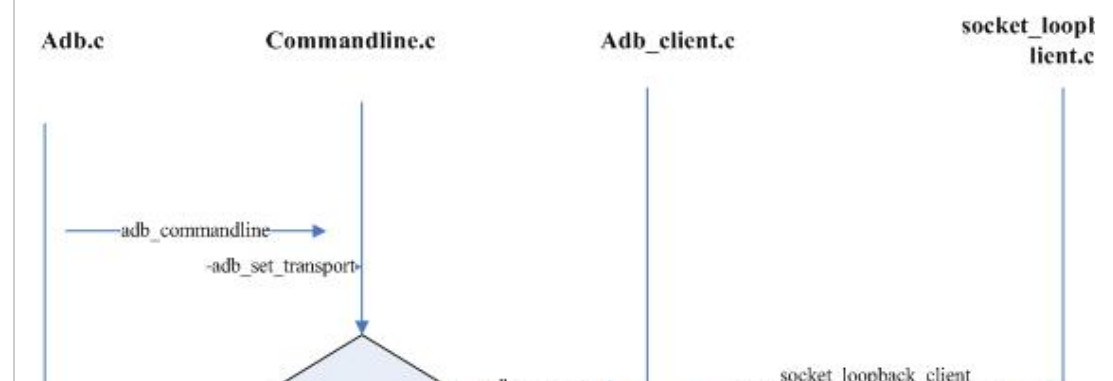 Adb.c
Commandline.c
Adb_client.c
lient.c
adb_commandline
-adb_set_transport
socket_loopback_client